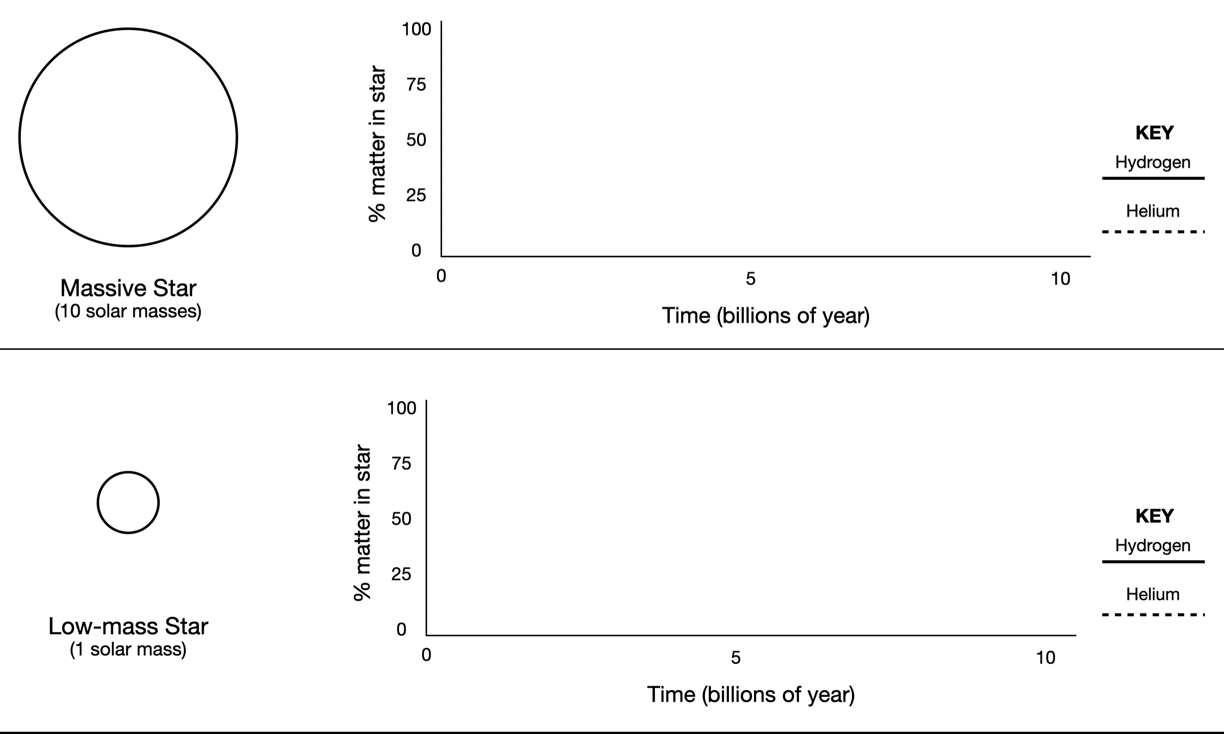 100
75
50
25
0
% matter in star
0
5
10
Time (billions of year)
KEY
Hydrogen
Helium
Massive Star
(10 solar masses)
100
75
50
25
0
% matter in star
0
5
10
Time (billions of year)
KEY
Hydrogen
Helium
Low-mass Star
(1 solar mass)